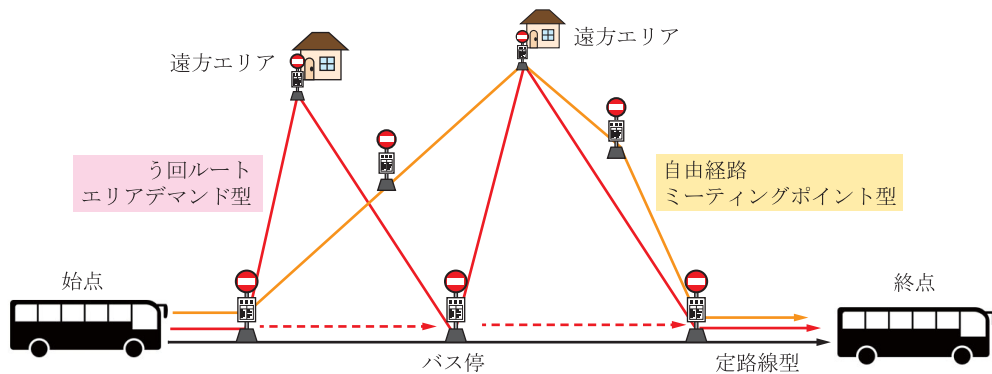 遠方エリア
遠方エリア
う回ルート
エリアデマンド型
自由経路
ミーティングポイント型
始点
終点
バス停
定路線型